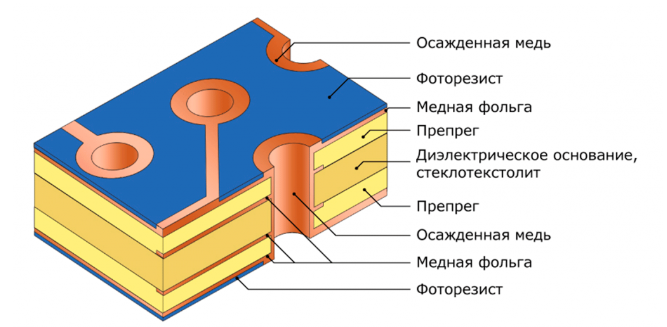 Осажденная медь
Фоторезист
Медная фольга
Препрег
Диэлектрическое основание,
стеклотекстолит
Препрег
Осажденная медь
Медная фольга
Фоторезист